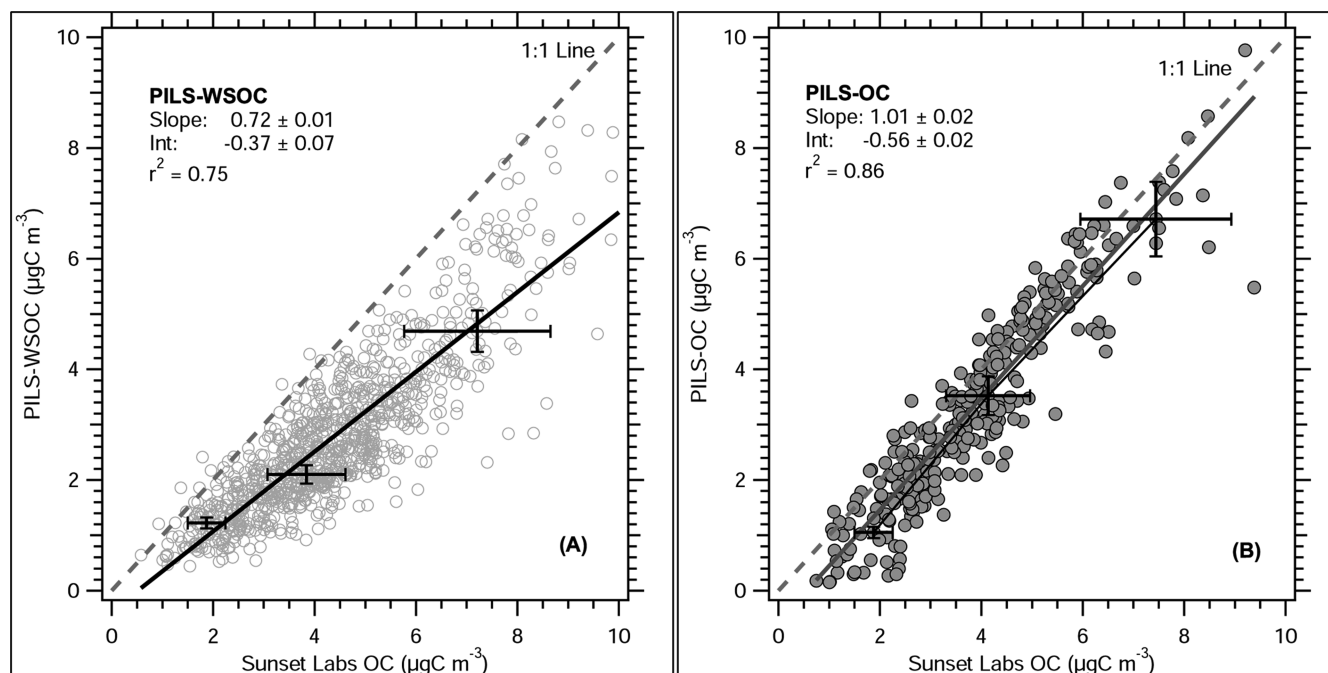 10
8
6
4
2
0
PILS-WSOC (µgC m-3)
1:1 Line
PILS-WSOC
Slope: 0.72 ± 0.01
Int: -0.37 ± 0.07
r2 = 0.75
(A)
0 2 4 6 8 10
Sunset Labs OC (µgC m-3)
10
8
6
4
2
0
PILS-OC (µgC m-3)
1:1 Line
PILS-OC
Slope: 1.01 ± 0.02
Int: -0.56 ± 0.02
r2 = 0.86
(B)
0 2 4 6 8 10
Sunset Labs OC (µgC m-3)